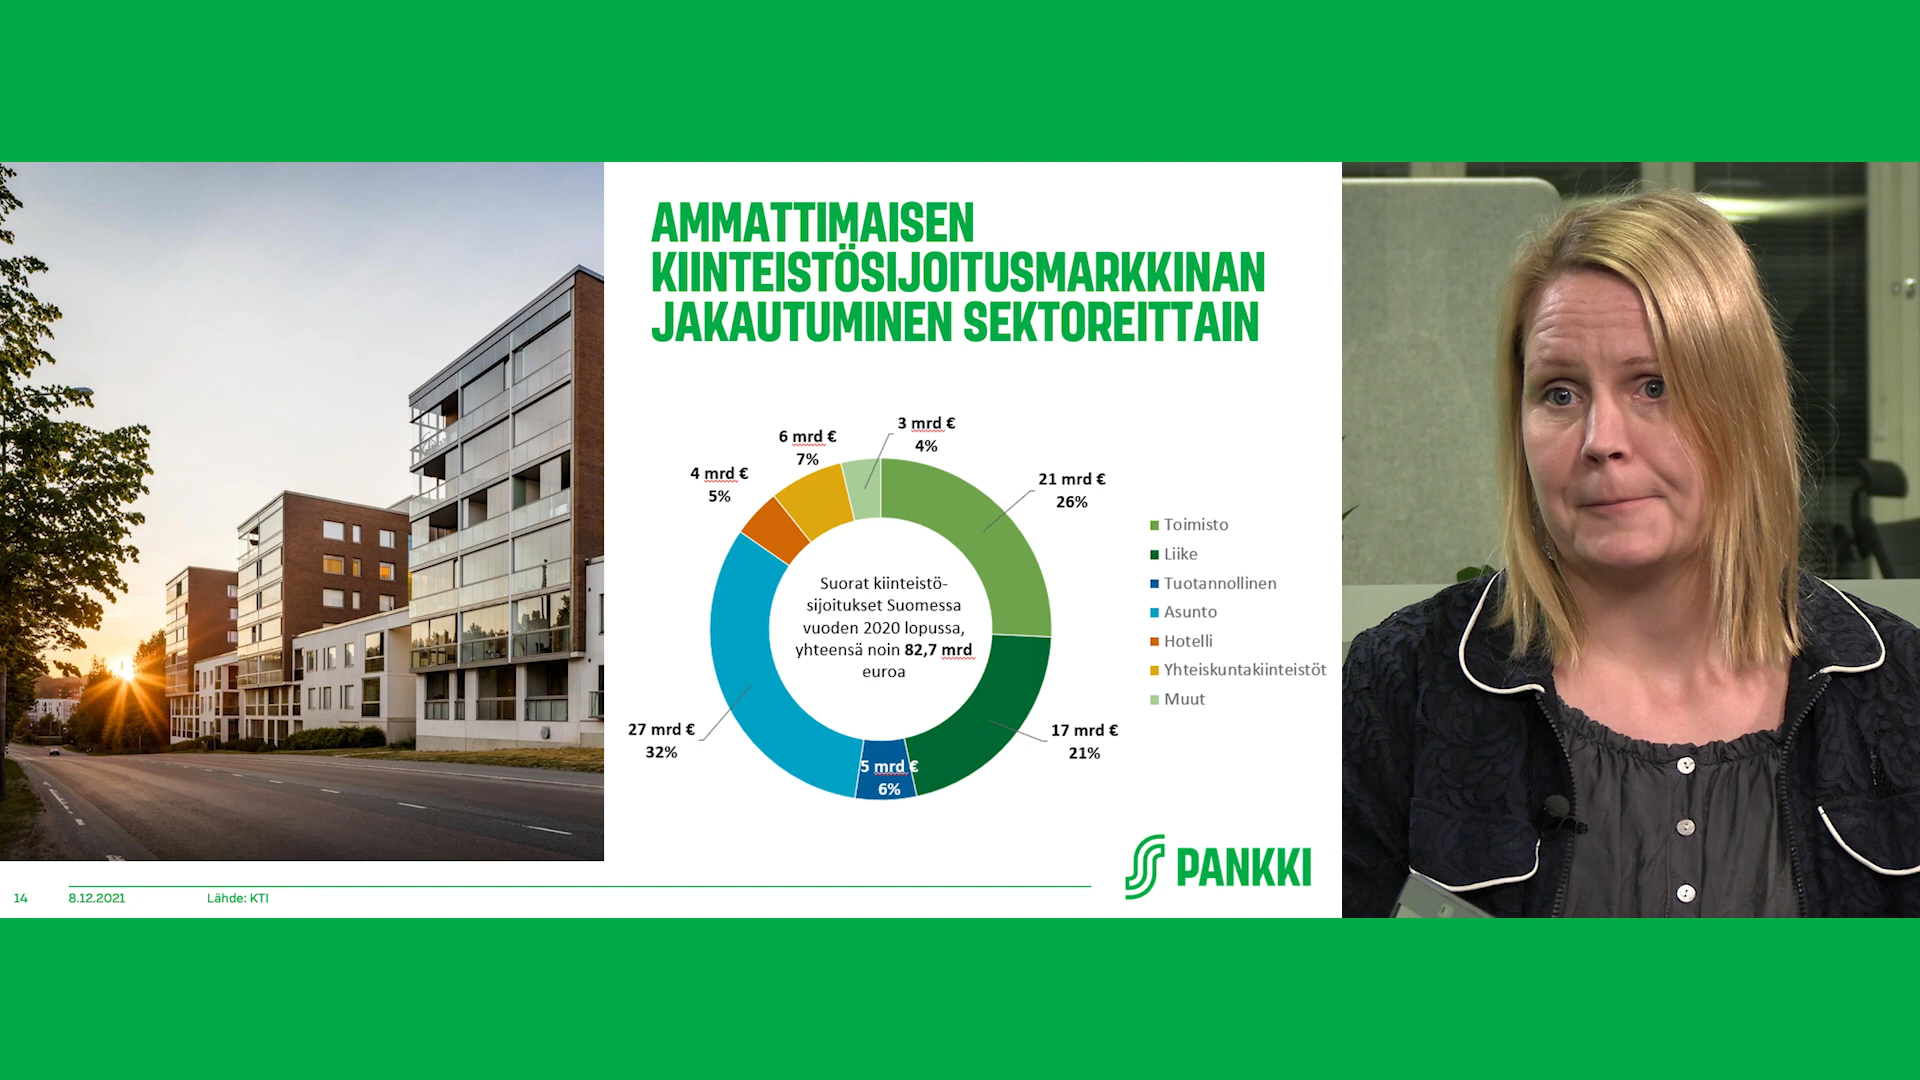 AMMATTIMAISEN
KIINTEISTÖSIJOITUSMARKKINAN
JAKAUTUMINEN SEKTOREITTAIN
3 mrd €
4%
6 mrd €
7%
4 mrd €
5%
21 mrd €
26%
Suorat kiinteistö-
sijoitukset Suomessa
vuoden 2020 lopussa,
yhteensä noin 82,7 mrd
euroa
27 mrd €
32%
17 mrd €
21%
5 mrd €
6%
Toimisto
Liike
Tuotannollinen
Asunto
Hotelli
Yhteiskuntakiinteistöt
Muut
PANKKI
14 8.12.2021 Lähde: KTI